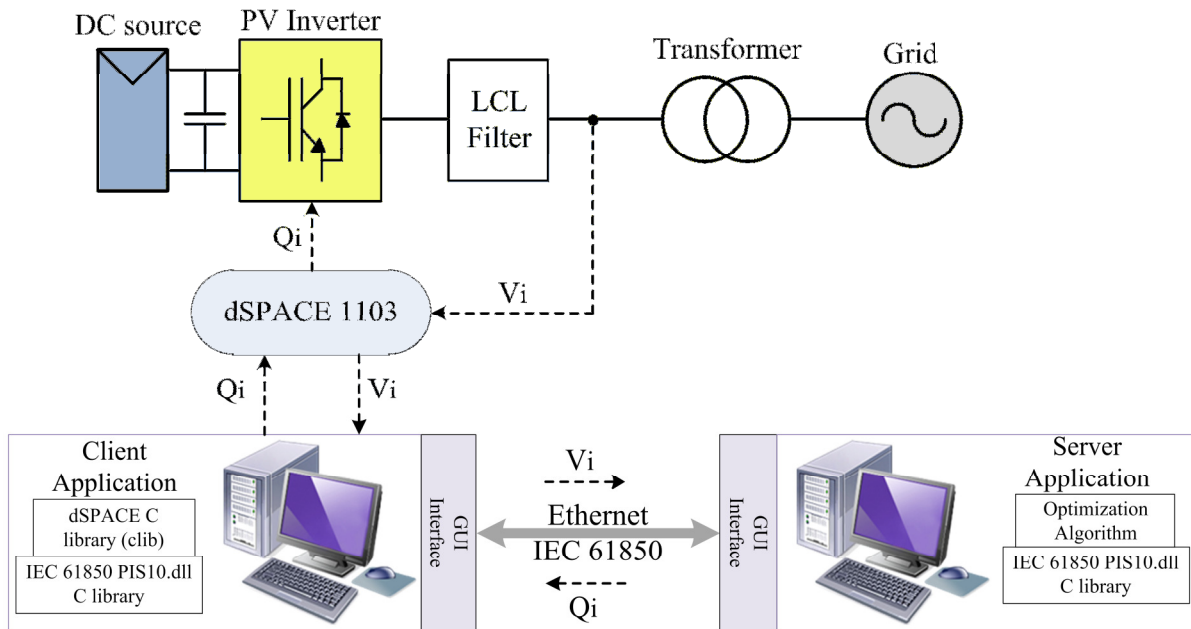 DC source
PV Inverter
LCL
Filter
Transformer
Grid
Qi
Vi
dSPACE 1103
Qi
Vi
Client
Application
dSPACE C
library (clib)
IEC 61850 PIS10.dll
C library
GUI
Interface
Vi
Ethernet
IEC 61850
Qi
GUI
Interface
Server
Application
Optimization
Algorithm
IEC 61850 PIS10.dll
C library